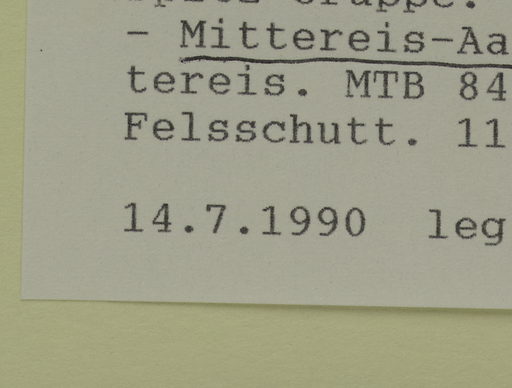 - Mittereis-Aa
tereis. MTB 84
Felsschutt. 11
14.7.1990 leg